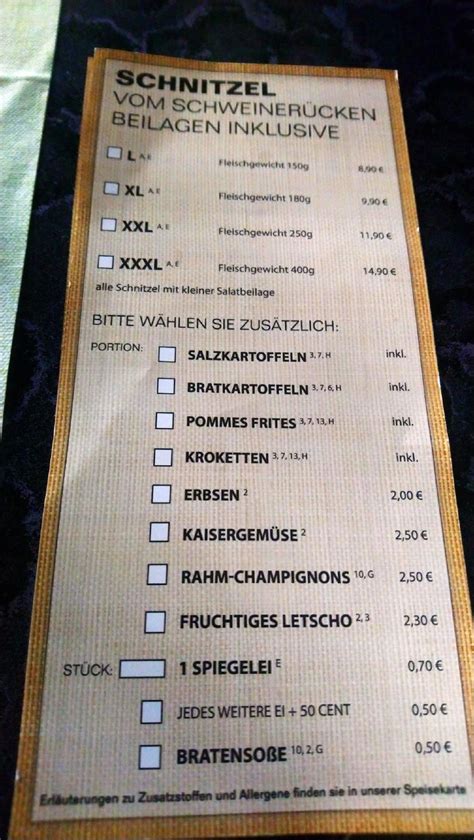 SCHNITZEL
VOM SCHWEINERÜCKEN
BEILAGEN INKLUSIVE
L A, E Fleischgewicht 150g 8,90 €
XL A, E Fleischgewicht 180g 9,90 €
XXL A, E Fleischgewicht 250g 11,90 €
XXXL A, E Fleischgewicht 400g 14,90 €
alle Schnitzel mit kleiner Salatbeilage
BITTE WÄHLEN SIE ZUSÄTZLICH:
PORTION: SALZKARTOFFELN 3, 7, H inkl.
BRATKARTOFFELN 3, 7, 6, H inkl.
POMMES FRITES 3, 7, 13, H inkl.
KROKETTEN 3, 7, 13, H inkl.
ERBSEN 2 2,00 €
KAISERGEMÜSE 2 2,50 €
RAHM-CHAMPIGNONS 10, G 2,50 €
FRUCHTIGES LETSCHO 2, 3 2,30 €
STÜCK: 1 SPIEGELEI E 0,70 €
JEDES WEITERE EI + 50 CENT 0,50 €
BRATENSOßE 10, 2, G 0,50 €
Erläuterungen zu Zusatzstoffen und Allergene finden sie in unserer Speisekarte